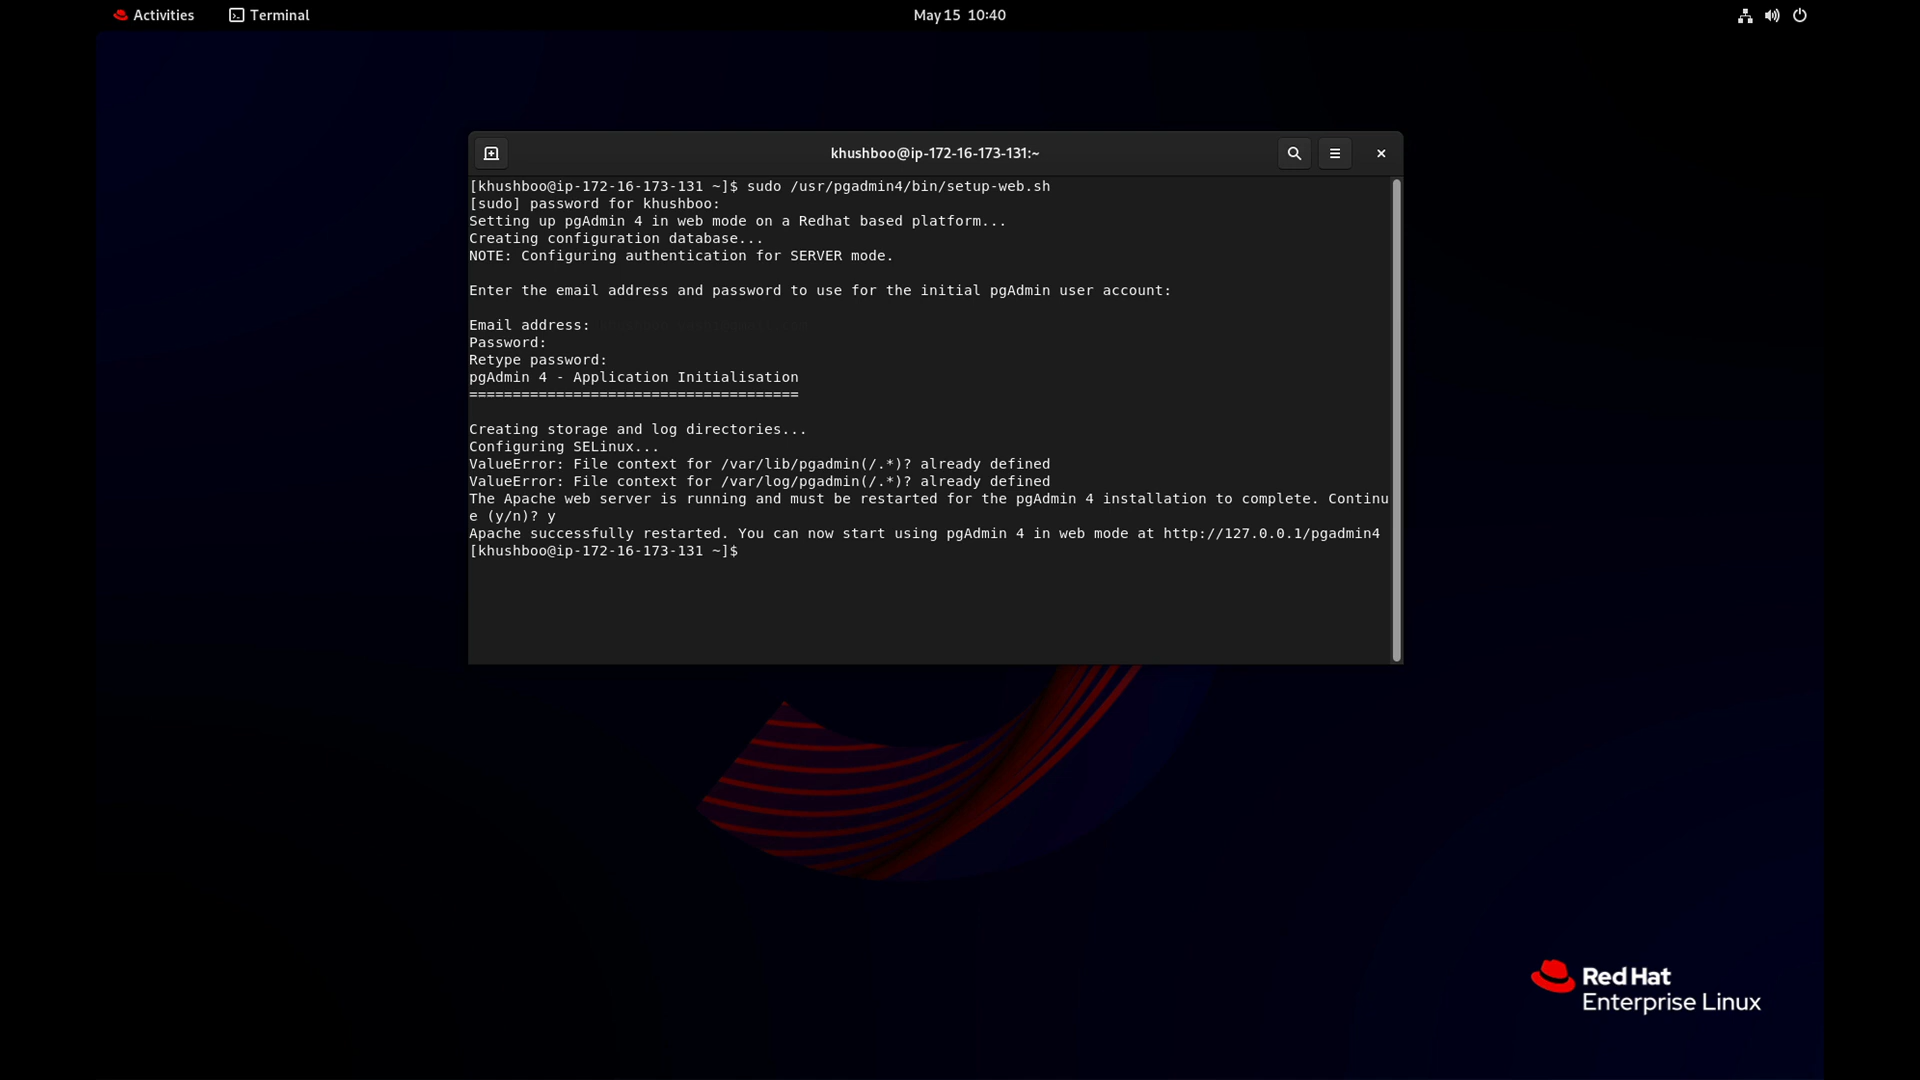 Activities
Terminal
May 15 10:40
khushboo@ip-172-16-173-131:~
[khushboo@ip-172-16-173-131 ~]$ sudo /usr/pgadmin4/bin/setup-web.sh
[sudo] password for khushboo:
Setting up pgAdmin 4 in web mode on a Redhat based platform...
Creating configuration database...
NOTE: Configuring authentication for SERVER mode.
Enter the email address and password to use for the initial pgAdmin user account:
Email address:
Password:
Retype password:
pgAdmin 4 - Application Initialisation
======================================
Creating storage and log directories...
Configuring SELinux...
ValueError: File context for /var/lib/pgadmin(/.*)? already defined
ValueError: File context for /var/log/pgadmin(/.*)? already defined
The Apache web server is running and must be restarted for the pgAdmin 4 installation to complete. Continu
e (y/n)? y
Apache successfully restarted. You can now start using pgAdmin 4 in web mode at http://127.0.0.1/pgadmin4
[khushboo@ip-172-16-173-131 ~]$
Red Hat
Enterprise Linux